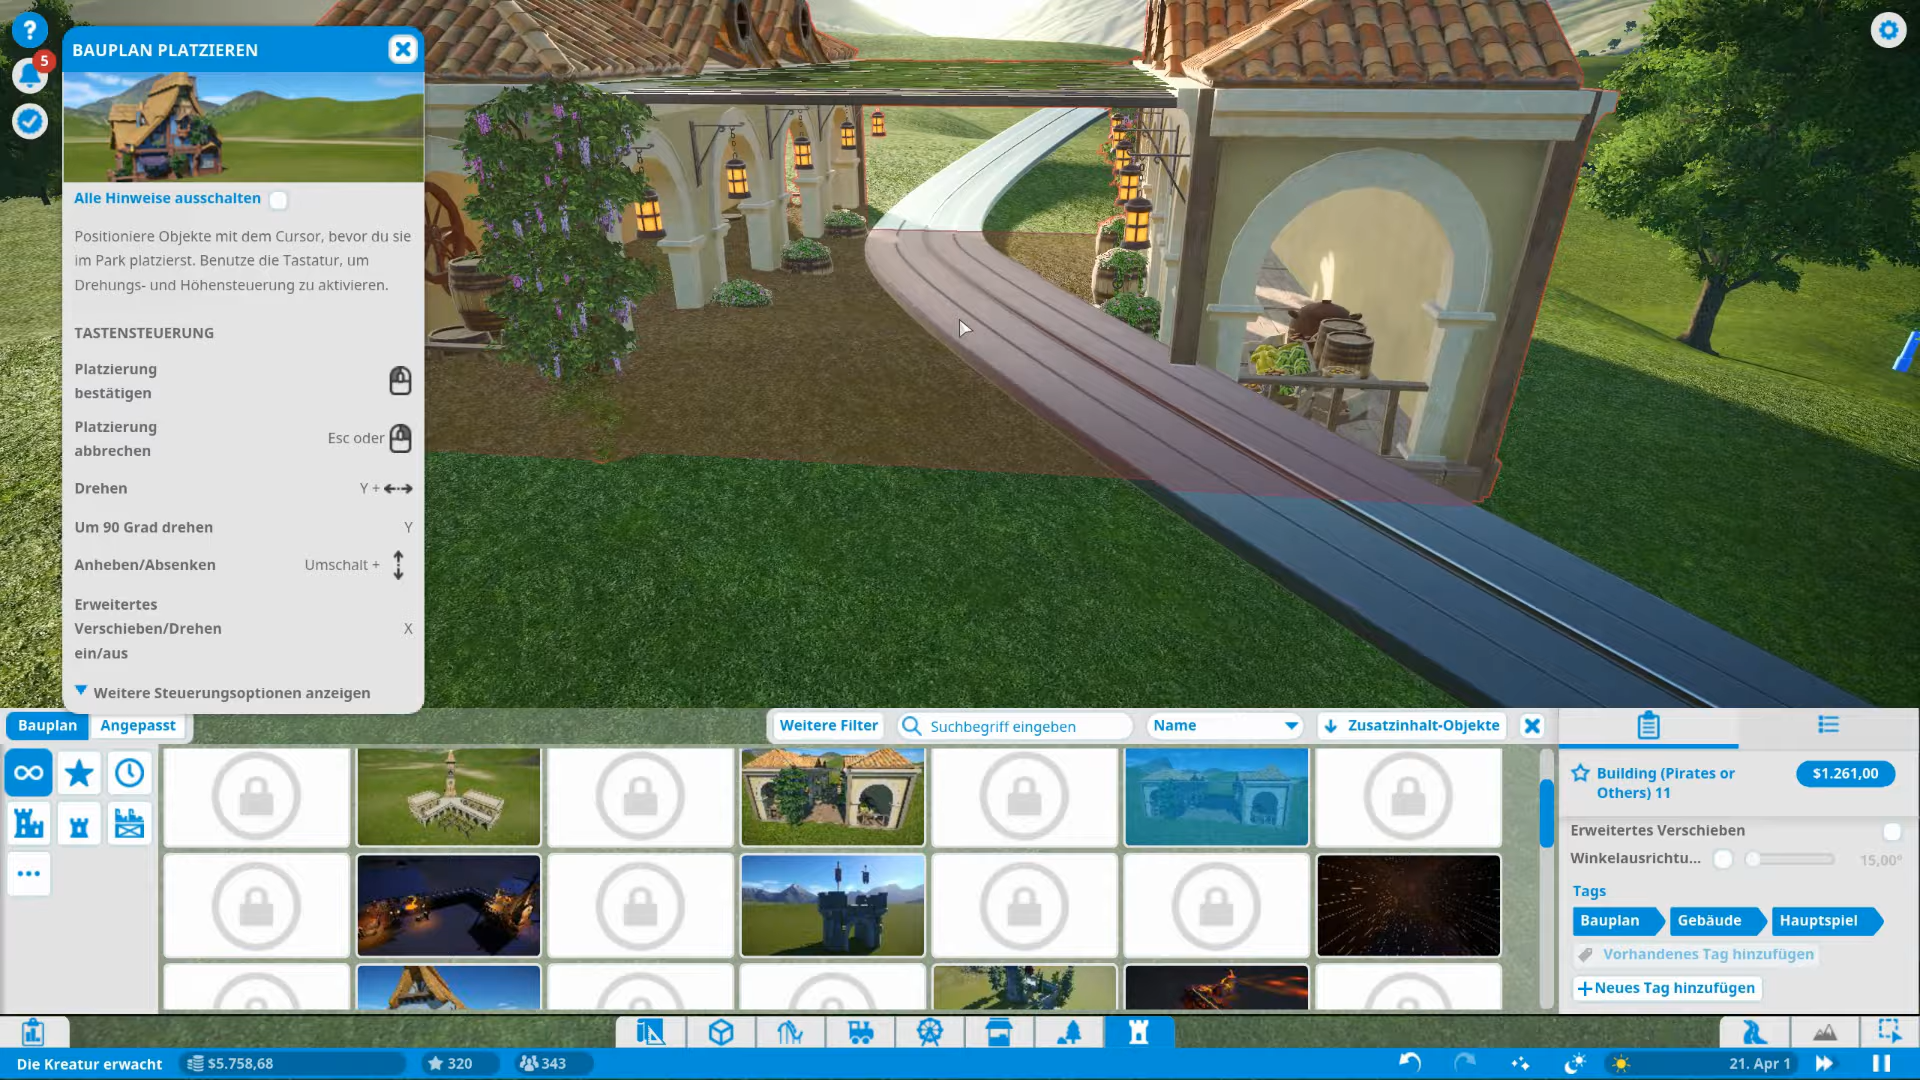 ?
5
BAUPLAN PLATZIEREN
Alle Hinweise ausschalten
Positioniere Objekte mit dem Cursor, bevor du sie
im Park platzierst. Benutze die Tastatur, um
Drehungs- und Höhensteuerung zu aktivieren.
TASTENSTEUERUNG
Platzierung
bestätigen
Platzierung
abbrechen
Esc oder
Drehen
Y +
Um 90 Grad drehen
Y
Anheben/Absenken
Umschalt +
Erweitertes
Verschieben/Drehen
ein/aus
X
Weitere Steuerungsoptionen anzeigen
Bauplan
Angepasst
Weitere Filter
Suchbegriff eingeben
Name
Zusatzinhalt-Objekte
Building (Pirates or
Others) 11
$1.261,00
Erweitertes Verschieben
Winkelausrichtu...
15,00°
Tags
Bauplan
Gebäude
Hauptspiel
Vorhandenes Tag hinzufügen
Neues Tag hinzufügen
Die Kreatur erwacht
$5.758,68
320
343
21. Apr 1